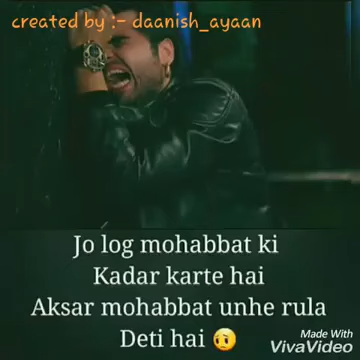 created by :- daanish_ayaan
Jo log mohabbat ki
Kadar karte hai
Aksar mohabbat unhe rula
Deti hai 😔
Made With
VivaVideo